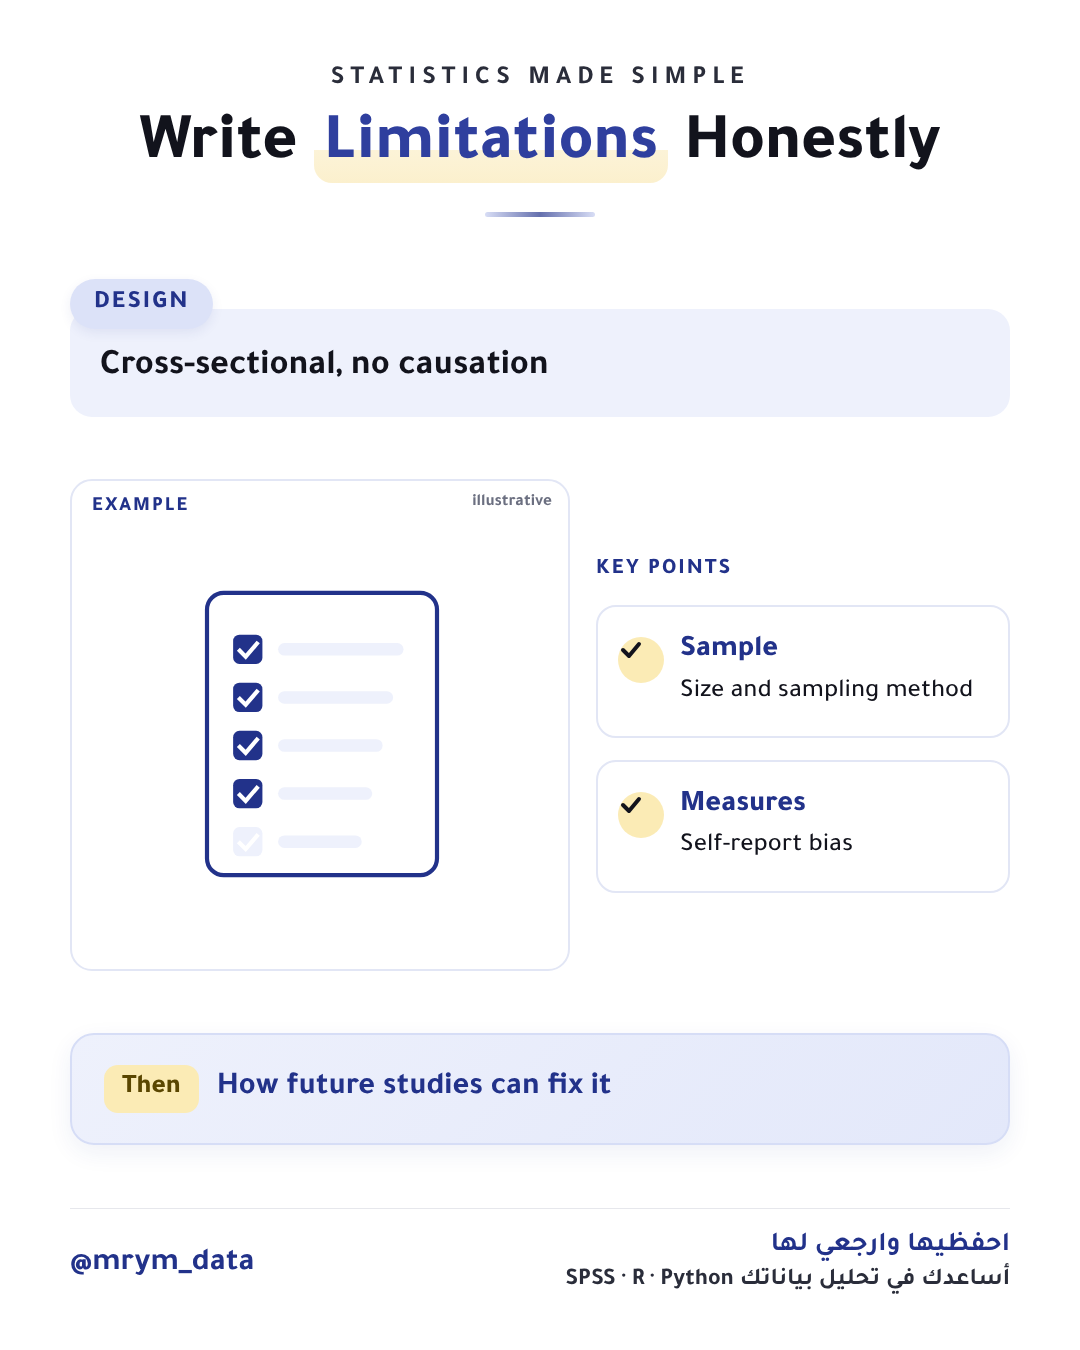 STATISTICS MADE SIMPLE
Write Limitations Honestly
DESIGN
Cross-sectional, no causation
EXAMPLE
illustrative
KEY POINTS
Sample
Size and sampling method
Measures
Self-report bias
Then How future studies can fix it
@mrym_data
احفظيها وارجعي لها
أساعدك في تحليل بياناتك SPSS · R · Python